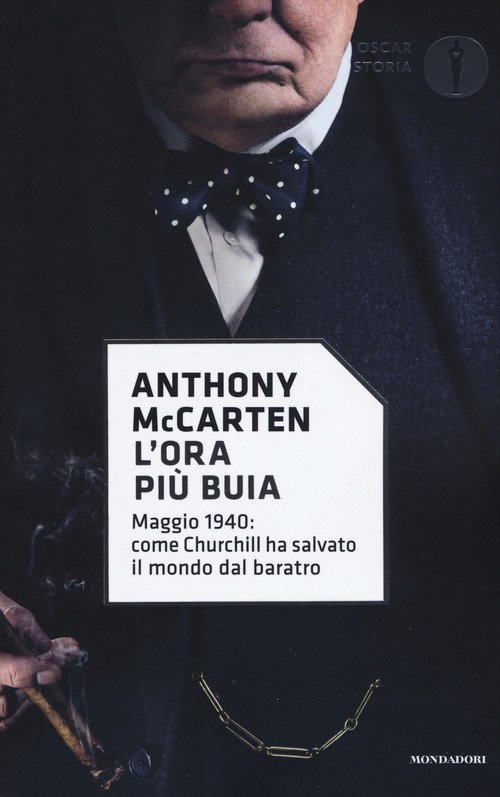 OSCAR
STORIA
ANTHONY
McCARTEN
L'ORA
PIÙ BUIA
Maggio 1940:
come Churchill ha salvato
il mondo dal baratro
MONDADORI